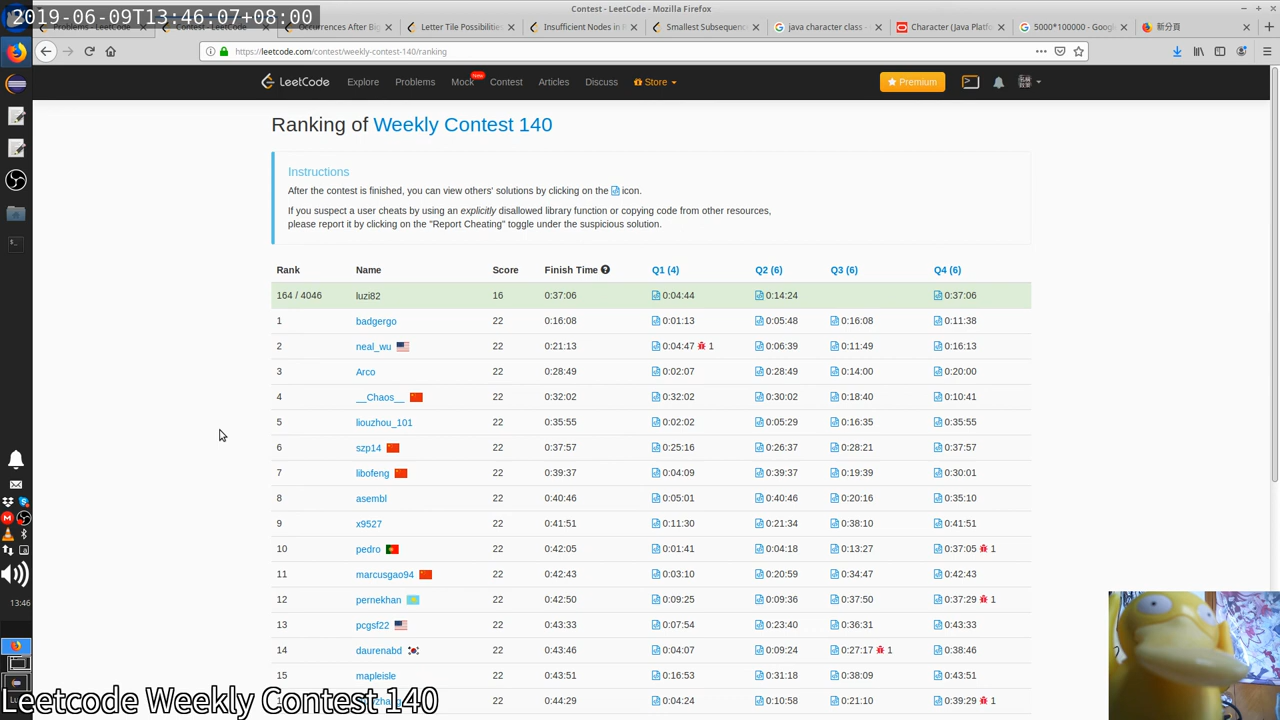 2019-06-09T13:46:07+08:00
Contest - LeetCode - Mozilla Firefox
Problems - LeetCode
Contest - LeetCode
Occurrences After Big
Letter Tile Possibilities
Insufficient Nodes in R
Smallest Subsequenc
java character class -
Character (Java Platfo
5000*100000 - Googl
新分頁
https://leetcode.com/contest/weekly-contest-140/ranking
LeetCode Explore Problems Mock New Contest Articles Discuss Store Premium
Ranking of Weekly Contest 140
Instructions
After the contest is finished, you can view others' solutions by clicking on the icon.
If you suspect a user cheats by using an explicitly disallowed library function or copying code from other resources,
please report it by clicking on the "Report Cheating" toggle under the suspicious solution.
Rank Name Score Finish Time Q1 (4) Q2 (6) Q3 (6) Q4 (6)
164 / 4046 luzi82 16 0:37:06 0:04:44 0:14:24 0:37:06
1 badgergo 22 0:16:08 0:01:13 0:05:48 0:16:08 0:11:38
2 neal_wu 22 0:21:13 0:04:47 1 0:06:39 0:11:49 0:16:13
3 Arco 22 0:28:49 0:02:07 0:28:49 0:14:00 0:20:00
4 __Chaos__ 22 0:32:02 0:32:02 0:30:02 0:18:40 0:10:41
5 liouzhou_101 22 0:35:55 0:02:02 0:05:29 0:16:35 0:35:55
6 szp14 22 0:37:57 0:25:16 0:26:37 0:28:21 0:37:57
7 libofeng 22 0:39:37 0:04:09 0:39:37 0:19:39 0:30:01
8 asembl 22 0:40:46 0:05:01 0:40:46 0:20:16 0:35:10
9 x9527 22 0:41:51 0:11:30 0:21:34 0:38:10 0:41:51
10 pedro 22 0:42:05 0:01:41 0:04:18 0:13:27 0:37:05 1
11 marcusgao94 22 0:42:43 0:03:10 0:20:59 0:34:47 0:42:43
12 pernekhan 22 0:42:50 0:09:25 0:09:36 0:37:50 0:37:29 1
13 pcgsf22 22 0:43:33 0:07:54 0:23:40 0:36:31 0:43:33
14 daurenabd 22 0:43:46 0:04:07 0:09:24 0:27:17 1 0:38:46
15 mapleisle 22 0:43:51 0:16:53 0:31:18 0:38:09 0:43:51
22 0:44:29 0:04:24 0:10:58 0:21:10 0:39:29 1
13:46
Leetcode Weekly Contest 140